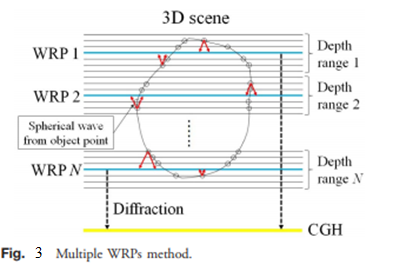 3D scene
WRP 1
Depth
range 1
WRP 2
Depth
range 2
Spherical wave
from object point
WRP N
Depth
range N
Diffraction
CGH
Fig. 3 Multiple WRPs method.